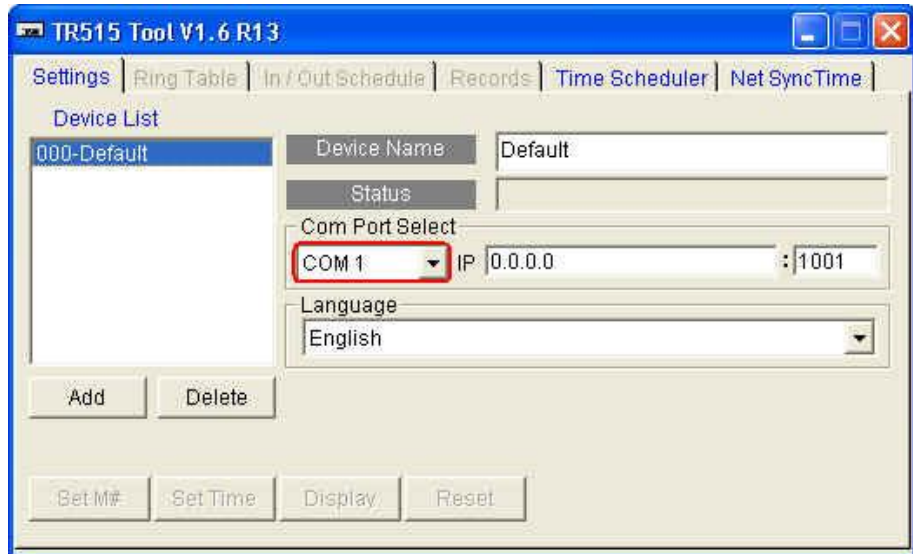 TR515 Tool V1.6 R13
Settings Ring Table In / Out Schedule Records Time Scheduler Net SyncTime
Device List
000-Default
Device Name Default
Status
Com Port Select
COM 1 IP 0.0.0.0 : 1001
Language
English
Add Delete
Set M# Set Time Display Reset